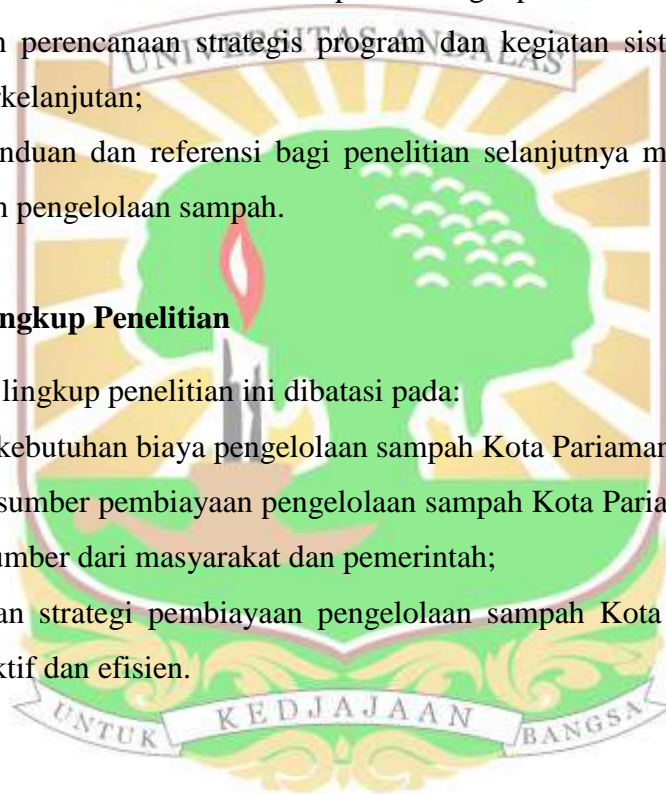 UNIVERSITAS ANDALAS
n perencanaan strategis program dan kegiatan sist
rkelanjutan;
nduan dan referensi bagi penelitian selanjutnya m
n pengelolaan sampah.
ngkup Penelitian
lingkup penelitian ini dibatasi pada:
kebutuhan biaya pengelolaan sampah Kota Pariaman
sumber pembiayaan pengelolaan sampah Kota Paria
umber dari masyarakat dan pemerintah;
an strategi pembiayaan pengelolaan sampah Kota
ktif dan efisien.
UNTUK KEDJAJAAN BANGSA